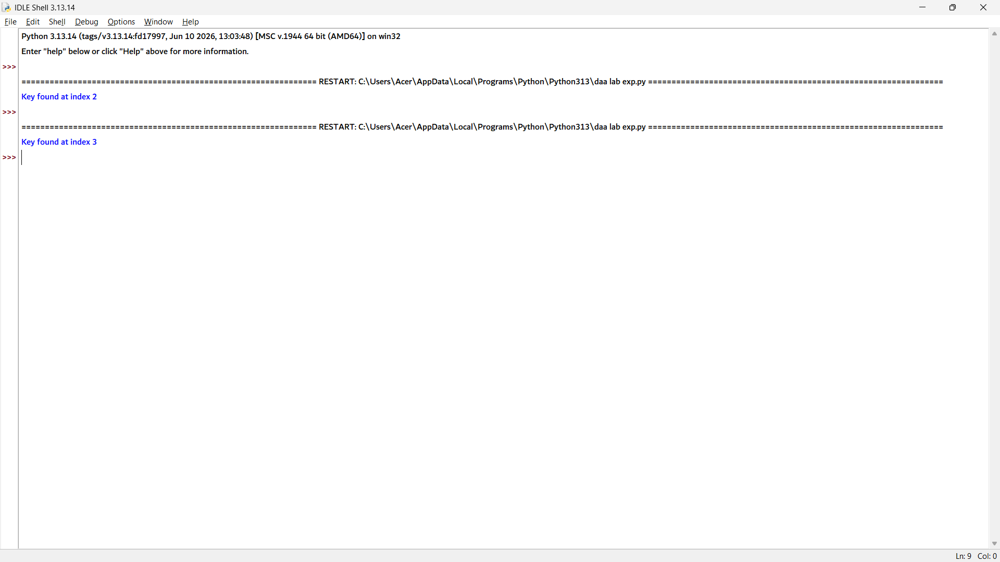 IDLE Shell 3.13.14
File Edit Shell Debug Options Window Help
Python 3.13.14 (tags/v3.13.14:fd17997, Jun 10 2026, 13:03:48) [MSC v.1944 64 bit (AMD64)] on win32
Enter "help" below or click "Help" above for more information.
>>>
=============================================================== RESTART: C:\Users\Acer\AppData\Local\Programs\Python\Python313\daa lab exp.py ===============================================================
Key found at index 2
>>>
=============================================================== RESTART: C:\Users\Acer\AppData\Local\Programs\Python\Python313\daa lab exp.py ===============================================================
Key found at index 3
>>>
Ln: 9 Col: 0